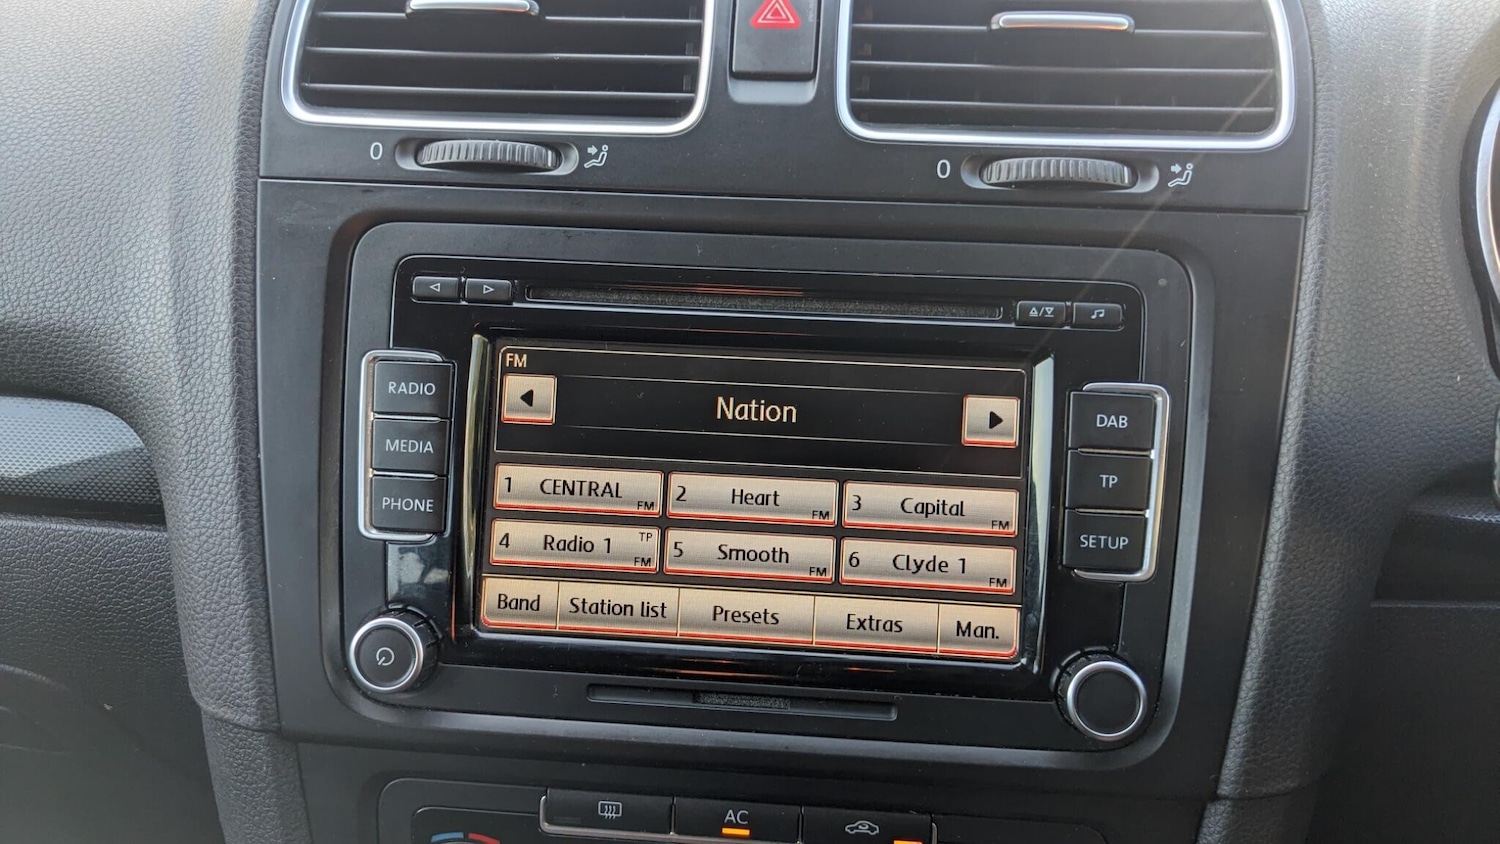 0
0
RADIO
MEDIA
PHONE
FM
Nation
1 CENTRAL FM
2 Heart FM
3 Capital FM
4 Radio 1 TP FM
5 Smooth FM
6 Clyde 1 FM
Band Station list Presets Extras Man.
DAB
TP
SETUP
AC